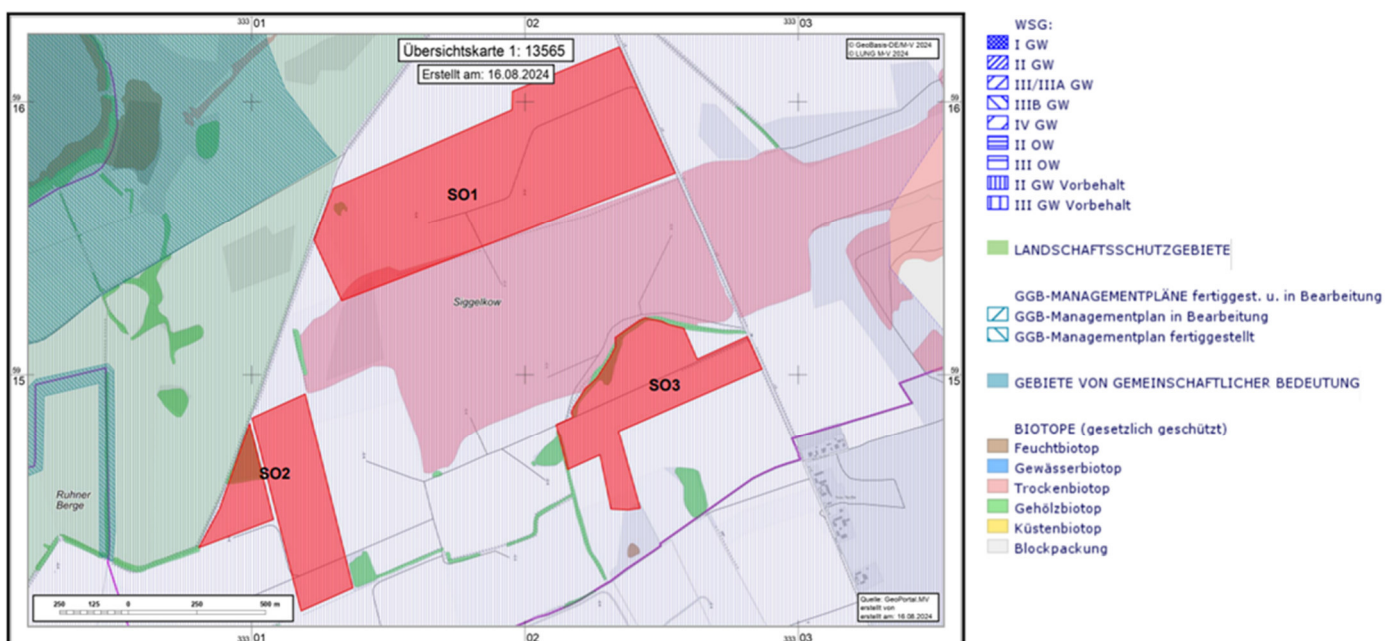 333 01
02
333 03
Übersichtskarte 1: 13565
Erstellt am: 16.08.2024
© GeoBasis-DE/M-V 2024
© LUNG M-V 2024
59
16
59
16
SO1
Siggelkow
15
15
SO3
SO2
Ruhner
Berge
250 125 0 250 500 m
Quelle: GeoPortal.MV
erstellt von
erstellt am: 16.08.2024
333 01
02
333 03
WSG:
I GW
II GW
III/IIIA GW
IIIB GW
IV GW
II OW
III OW
II GW Vorbehalt
III GW Vorbehalt
LANDSCHAFTSSCHUTZGEBIETE
GGB-MANAGEMENTPLÄNE fertiggest. u. in Bearbeitung
GGB-Managementplan in Bearbeitung
GGB-Managementplan fertiggestellt
GEBIETE VON GEMEINSCHAFTLICHER BEDEUTUNG
BIOTOPE (gesetzlich geschützt)
Feuchtbiotop
Gewässerbiotop
Trockenbiotop
Gehölzbiotop
Küstenbiotop
Blockpackung